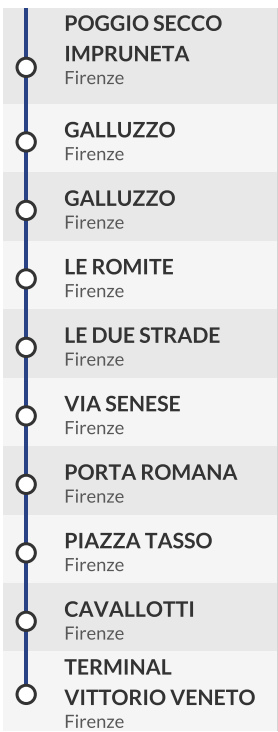 POGGIO SECCO
IMPRUNETA
Firenze
GALLUZZO
Firenze
GALLUZZO
Firenze
LE ROMITE
Firenze
LE DUE STRADE
Firenze
VIA SENESE
Firenze
PORTA ROMANA
Firenze
PIAZZA TASSO
Firenze
CAVALLOTTI
Firenze
TERMINAL
VITTORIO VENETO
Firenze